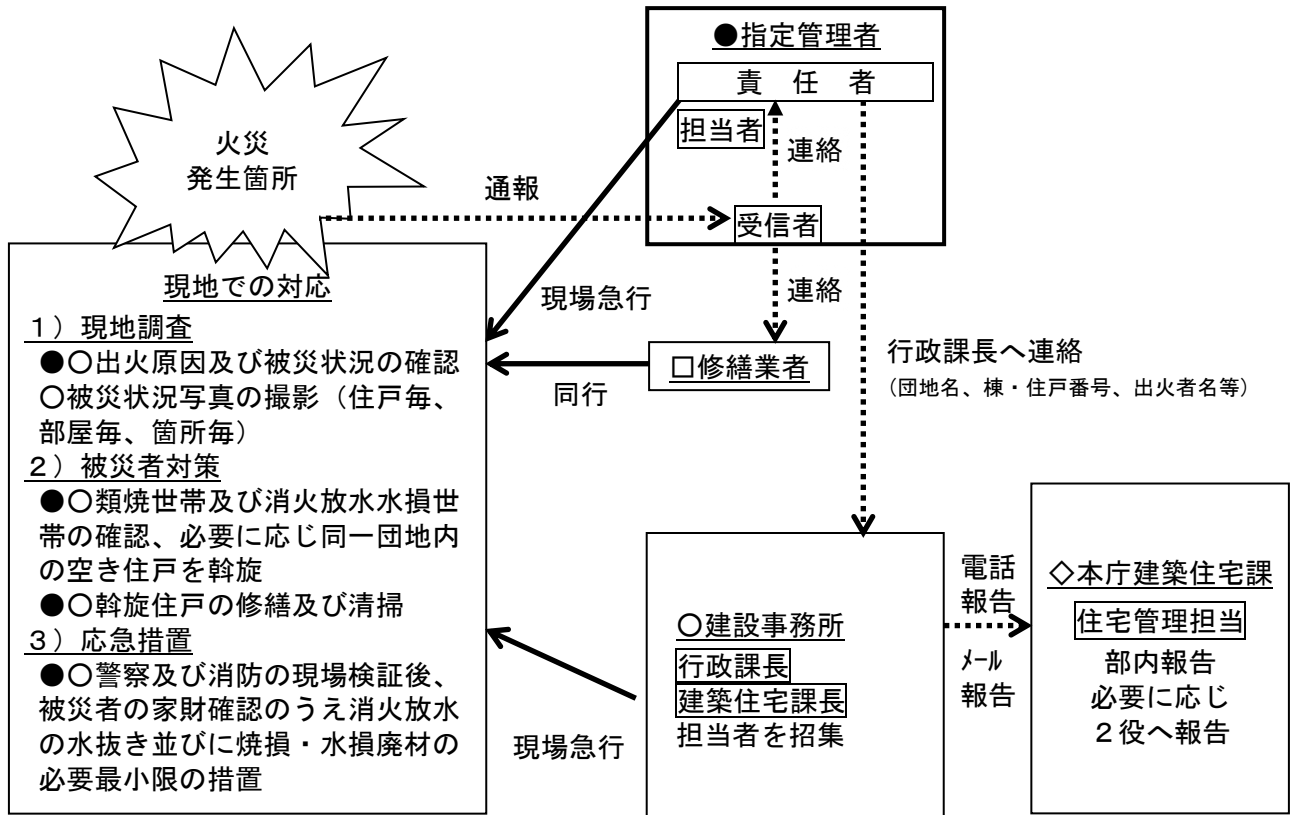 火災
発生箇所
通報
●指定管理者
責　任　者
担当者
連絡
受信者
連絡
現場急行
□修繕業者
同行
行政課長へ連絡
（団地名、棟・住戸番号、出火者名等）
現地での対応
１）現地調査
●○出火原因及び被災状況の確認
○被災状況写真の撮影（住戸毎、
部屋毎、箇所毎）
２）被災者対策
●○類焼世帯及び消火放水水損世
帯の確認、必要に応じ同一団地内
の空き住戸を斡旋
●○斡旋住戸の修繕及び清掃
３）応急措置
●○警察及び消防の現場検証後、
被災者の家財確認のうえ消火放水
の水抜き並びに焼損・水損廃材の
必要最小限の措置
現場急行
○建設事務所
行政課長
建築住宅課長
担当者を招集
電話
報告
ﾒｰﾙ
報告
◇本庁建築住宅課
住宅管理担当
部内報告
必要に応じ
２役へ報告